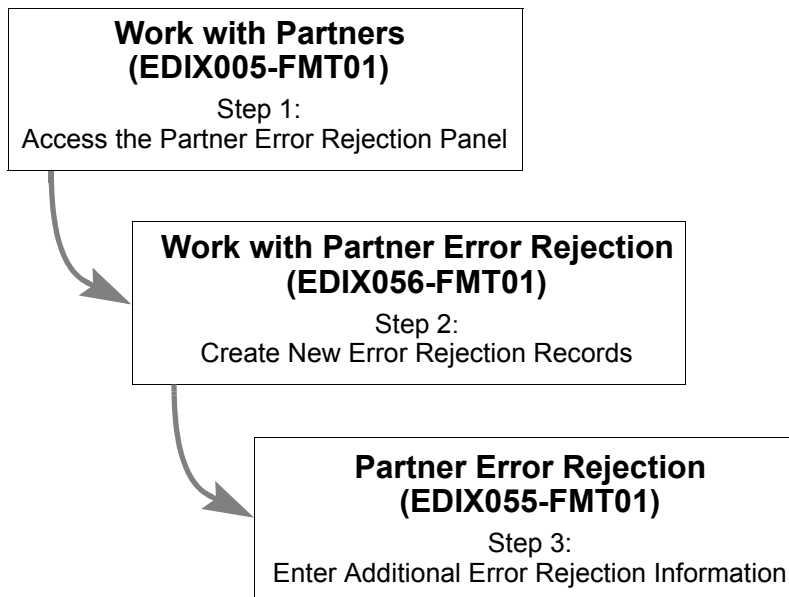 Work with Partners
(EDIX005-FMT01)
Step 1:
Access the Partner Error Rejection Panel
Work with Partner Error Rejection
(EDIX056-FMT01)
Step 2:
Create New Error Rejection Records
Partner Error Rejection
(EDIX055-FMT01)
Step 3:
Enter Additional Error Rejection Information